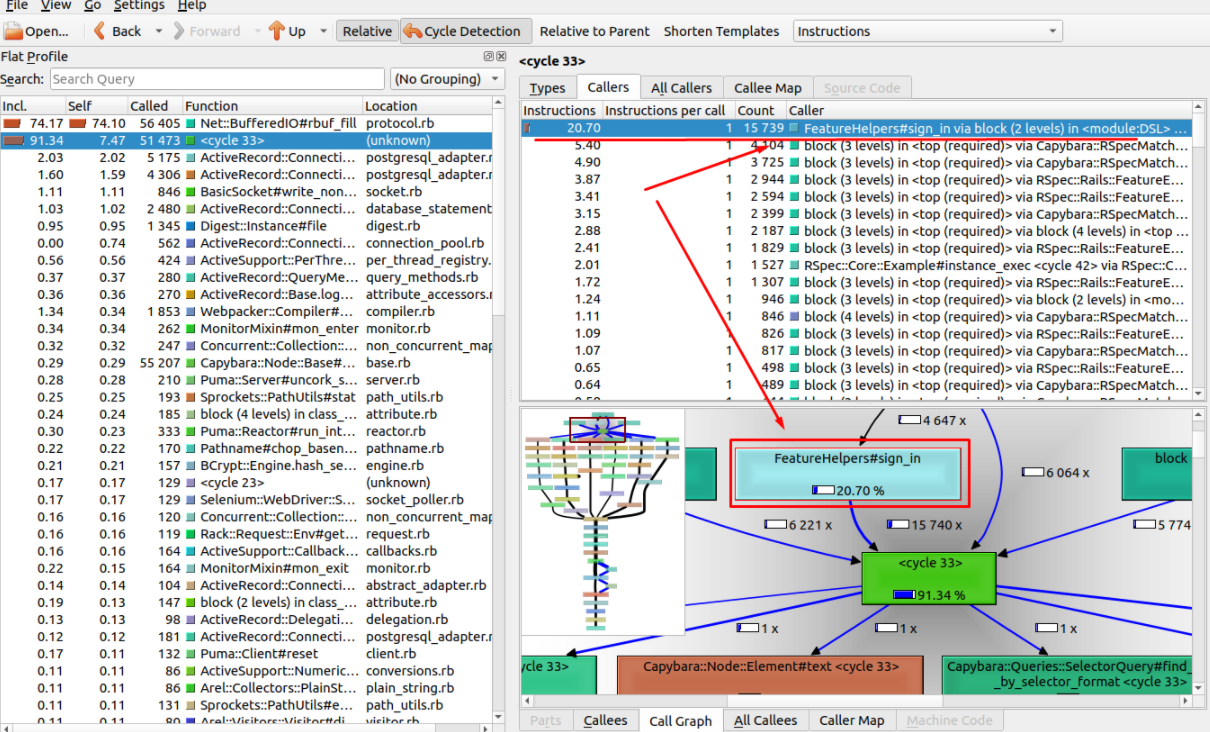 File View Go Settings Help
Open... Back Forward Up Relative Cycle Detection Relative to Parent Shorten Templates Instructions
Flat Profile
Search: Search Query (No Grouping)
Incl. Self Called Function Location
74.17 74.10 56 405 Net::BufferedIO#rbuf_fill protocol.rb
91.34 7.47 51 473 <cycle 33> (unknown)
2.03 2.02 5 175 ActiveRecord::Connecti... postgresql_adapter.r
1.60 1.59 4 306 ActiveRecord::Connecti... postgresql_adapter.r
1.11 1.11 846 BasicSocket#write_non... socket.rb
1.03 1.02 2 480 ActiveRecord::Connecti... database_statement
0.95 0.95 1 345 Digest::Instance#file digest.rb
0.00 0.74 562 ActiveRecord::Connecti... connection_pool.rb
0.56 0.56 424 ActiveSupport::PerThre... per_thread_registry.
0.37 0.37 280 ActiveRecord::QueryMe... query_methods.rb
0.36 0.36 270 ActiveRecord::Base.log... attribute_accessors.r
1.34 0.34 1 853 Webpacker::Compiler#... compiler.rb
0.34 0.34 262 MonitorMixin#mon_enter monitor.rb
0.32 0.32 247 Concurrent::Collection:... non_concurrent_map
0.29 0.29 55 207 Capybara::Node::Base#... base.rb
0.28 0.28 210 Puma::Server#uncork_s... server.rb
0.25 0.25 193 Sprockets::PathUtils#stat path_utils.rb
0.24 0.24 185 block (4 levels) in class_... attribute.rb
0.30 0.23 333 Puma::Reactor#run_int... reactor.rb
0.22 0.22 170 Pathname#chop_basen... pathname.rb
0.21 0.21 157 BCrypt::Engine.hash_se... engine.rb
0.17 0.17 129 <cycle 23> (unknown)
0.17 0.17 129 Selenium::WebDriver::S... socket_poller.rb
0.16 0.16 120 Concurrent::Collection:... non_concurrent_map
0.16 0.16 119 Rack::Request::Env#get... request.rb
0.16 0.16 164 ActiveSupport::Callback... callbacks.rb
0.22 0.15 164 MonitorMixin#mon_exit monitor.rb
0.14 0.14 104 ActiveRecord::Connecti... abstract_adapter.rb
0.19 0.13 147 block (2 levels) in class_... attribute.rb
0.13 0.13 98 ActiveRecord::Delegati... delegation.rb
0.12 0.12 181 ActiveRecord::Connecti... postgresql_adapter.r
0.17 0.11 132 Puma::Client#reset client.rb
0.11 0.11 86 ActiveSupport::Numeric... conversions.rb
0.11 0.11 86 Arel::Collectors::PlainSt... plain_string.rb
0.11 0.11 131 Sprockets::PathUtils#e... path_utils.rb
0.11 0.11 80 Arel::Visitors::Visitor#di... visitor.rb
<cycle 33>
Types Callers All Callers Callee Map Source Code
Instructions Instructions per call Count Caller
20.70 1 15 739 FeatureHelpers#sign_in via block (2 levels) in <module:DSL> ...
5.40 1 4 104 block (3 levels) in <top (required)> via Capybara::RSpecMatch...
4.90 1 3 725 block (3 levels) in <top (required)> via Capybara::RSpecMatch...
3.87 1 2 944 block (3 levels) in <top (required)> via RSpec::Rails::FeatureE...
3.41 1 2 594 block (3 levels) in <top (required)> via RSpec::Rails::FeatureE...
3.15 1 2 399 block (3 levels) in <top (required)> via Capybara::RSpecMatch...
2.88 1 2 187 block (3 levels) in <top (required)> via block (4 levels) in <top ...
2.41 1 1 829 block (3 levels) in <top (required)> via RSpec::Rails::FeatureE...
2.01 1 1 527 RSpec::Core::Example#instance_exec <cycle 42> via RSpec::C...
1.72 1 1 307 block (3 levels) in <top (required)> via RSpec::Rails::FeatureE...
1.24 1 946 block (3 levels) in <top (required)> via block (2 levels) in <mo...
1.11 1 846 block (4 levels) in <top (required)> via Capybara::RSpecMatch...
1.09 1 826 block (3 levels) in <top (required)> via RSpec::Rails::FeatureE...
1.07 1 817 block (3 levels) in <top (required)> via Capybara::RSpecMatch...
0.65 1 498 block (3 levels) in <top (required)> via RSpec::Rails::FeatureE...
0.64 1 489 block (3 levels) in <top (required)> via Capybara::RSpecMatch...
4 647 x
FeatureHelpers#sign_in
20.70 %
6 064 x
block
6 221 x
15 740 x
5 774
<cycle 33>
91.34 %
1 x
1 x
1 x
ycle 33>
Capybara::Node::Element#text <cycle 33>
Capybara::Queries::SelectorQuery#find_
_by_selector_format <cycle 33>
Parts Callees Call Graph All Callees Caller Map Machine Code